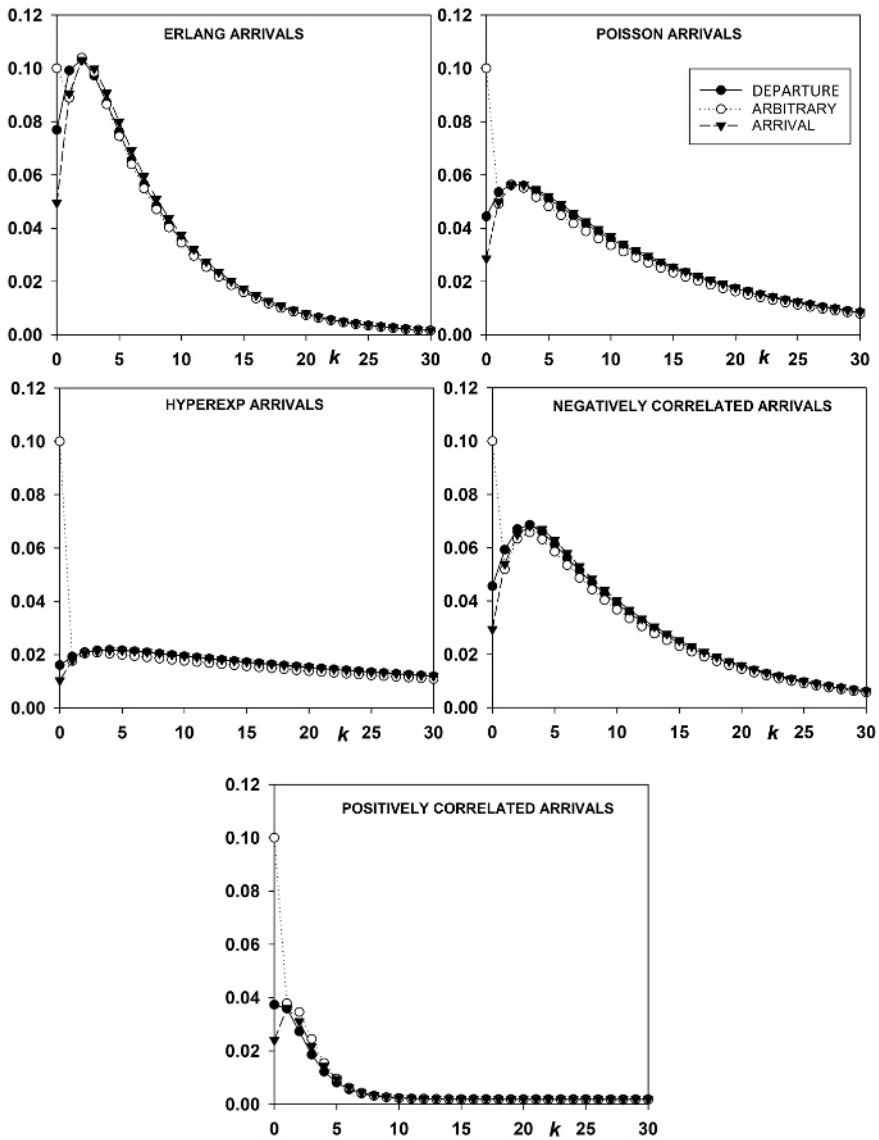 ERLANG ARRIVALS
0.12
0.10
0.08
0.06
0.04
0.02
0.00
0 5 10 15 20 25 30
k
POISSON ARRIVALS
DEPARTURE
ARBITRARY
ARRIVAL
0.12
0.10
0.08
0.06
0.04
0.02
0.00
0 5 10 15 20 25 30
k
HYPEREXP ARRIVALS
0.12
0.10
0.08
0.06
0.04
0.02
0.00
0 5 10 15 20 25 30
k
NEGATIVELY CORRELATED ARRIVALS
0.12
0.10
0.08
0.06
0.04
0.02
0.00
0 5 10 15 20 25 30
k
POSITIVELY CORRELATED ARRIVALS
0.12
0.10
0.08
0.06
0.04
0.02
0.00
0 5 10 15 20 25 30
k